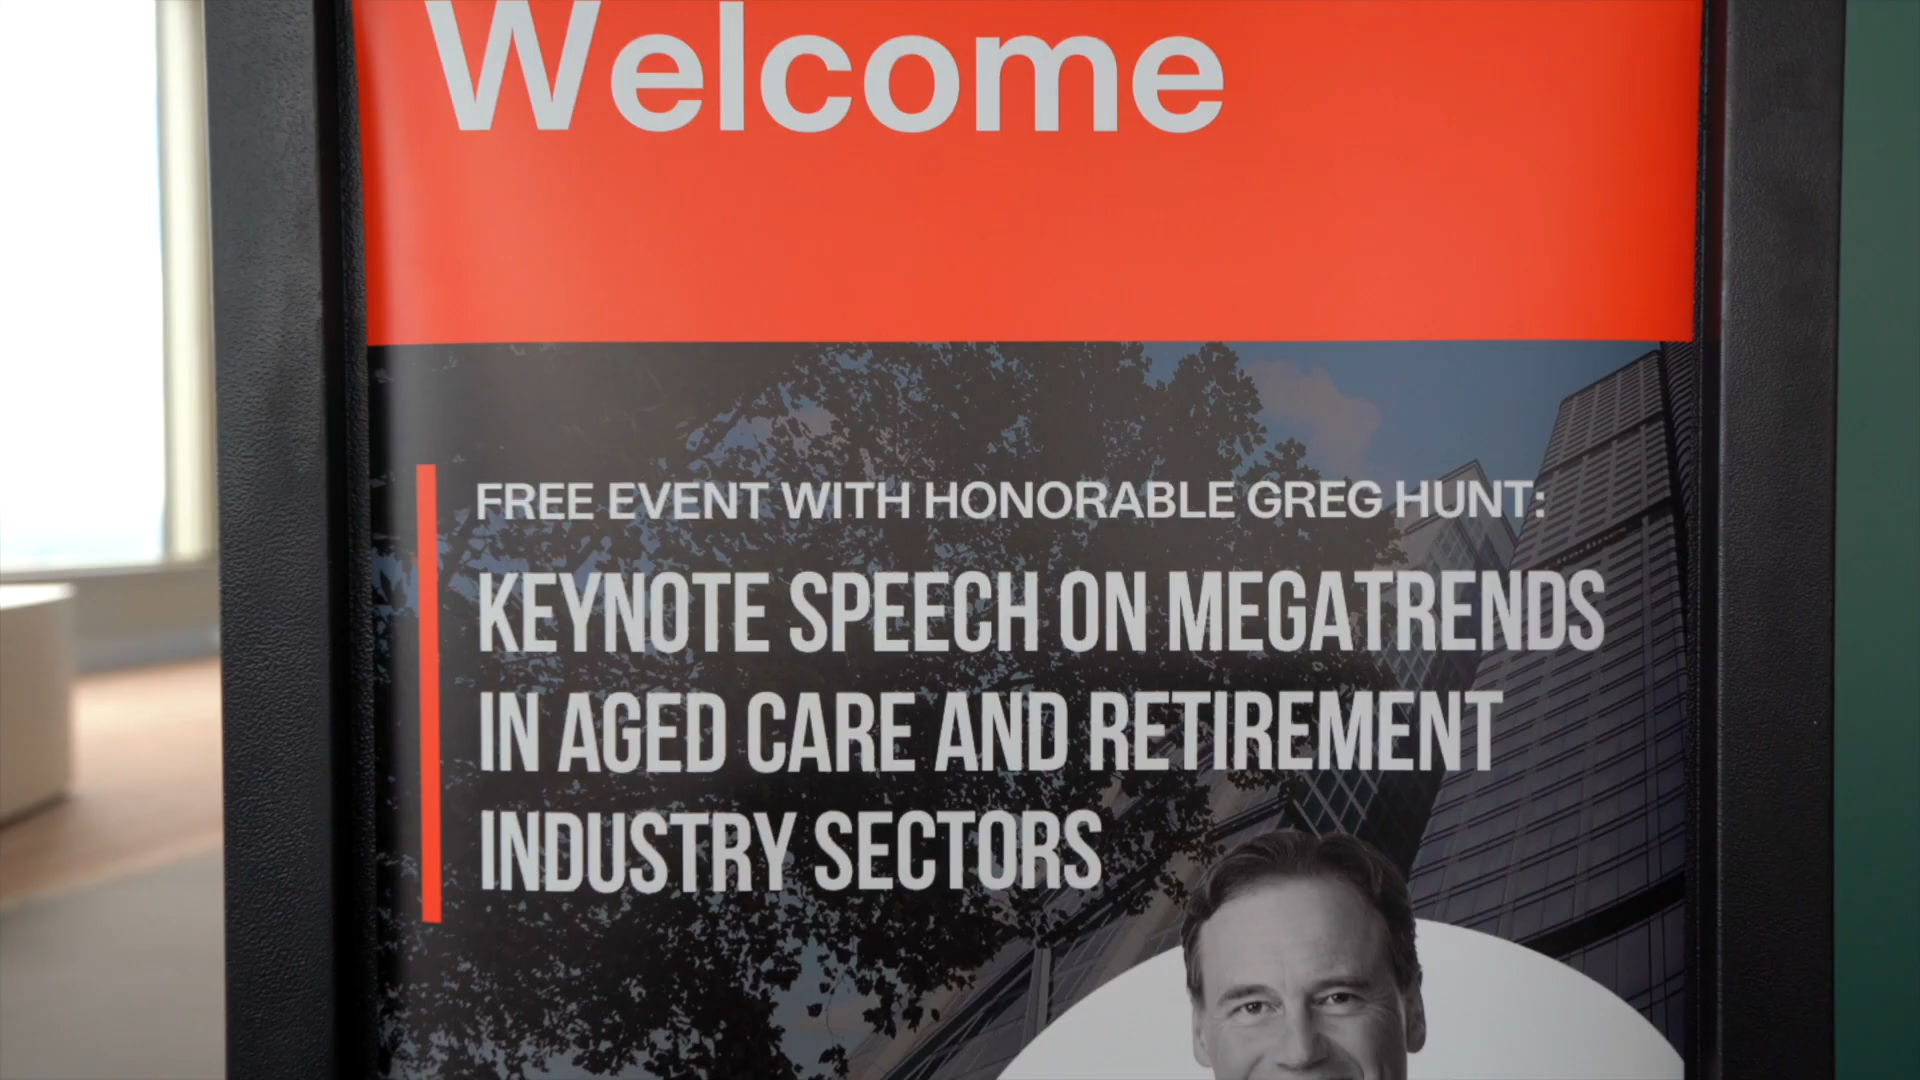 Welcome
FREE EVENT WITH HONORABLE GREG HUNT:
KEYNOTE SPEECH ON MEGATRENDS
IN AGED CARE AND RETIREMENT
INDUSTRY SECTORS